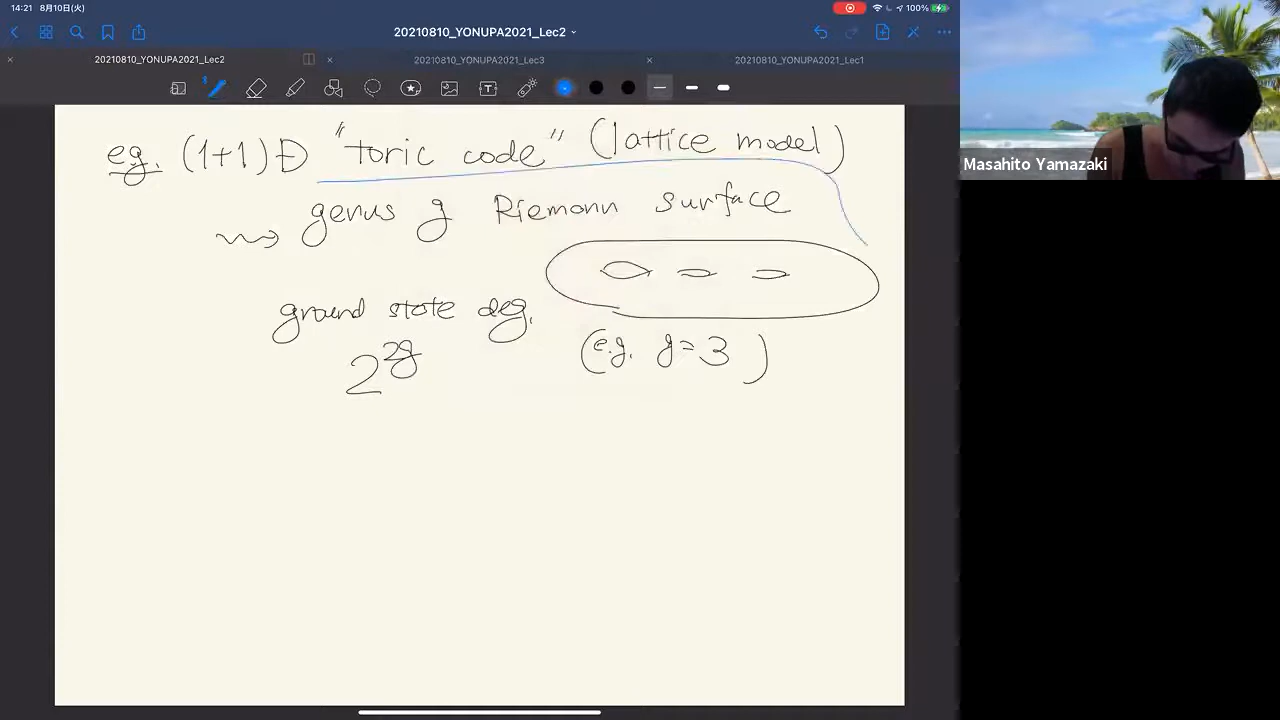 14:21 8月10日(火)
100%
20210810_YONUPA2021_Lec2
20210810_YONUPA2021_Lec2
20210810_YONUPA2021_Lec3
20210810_YONUPA2021_Lec1
e.g. (1+1)D "toric code" (lattice model)
genus g Riemann surface
ground state deg.
2^{2g}
(e.g. g=3)
Masahito Yamazaki